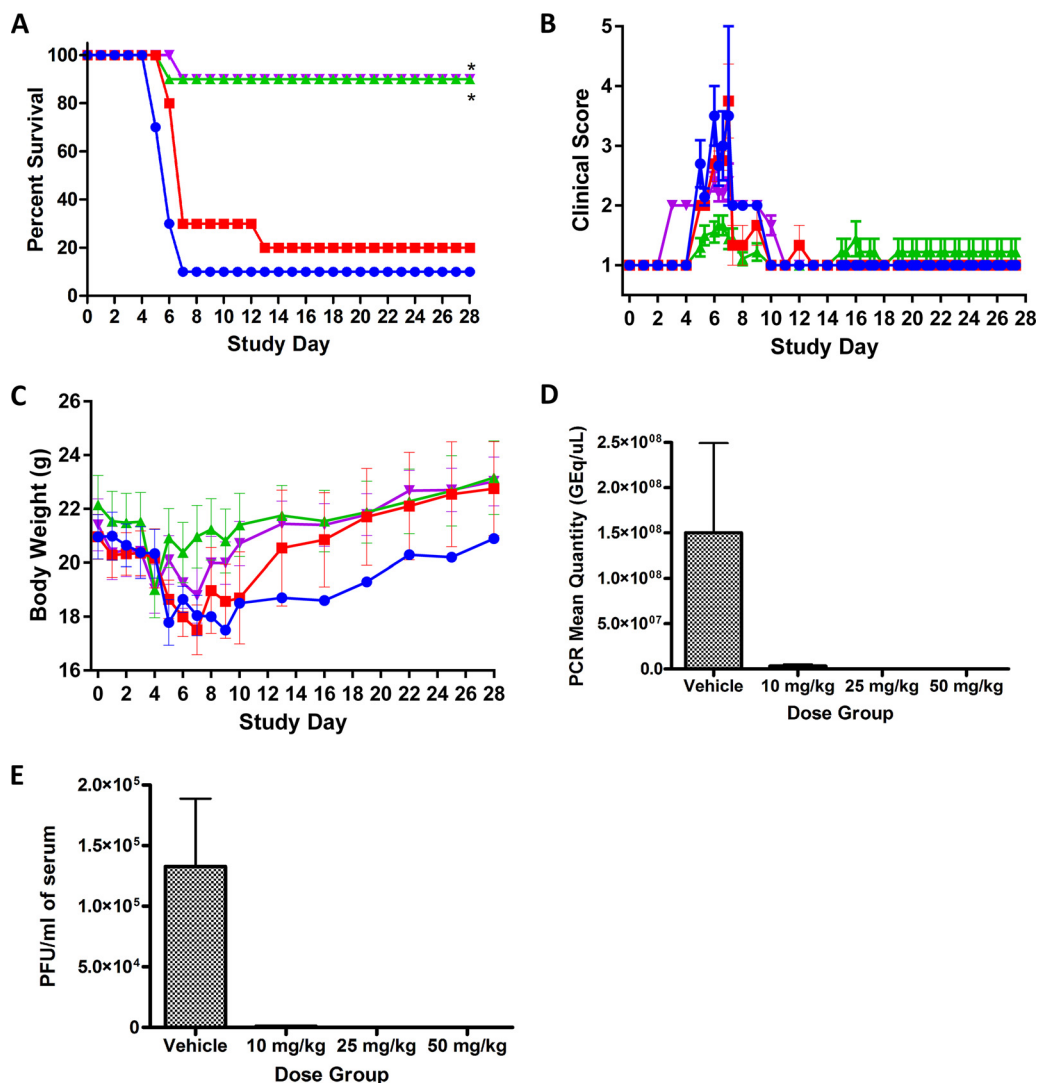 A
Percent Survival
100
80
60
40
20
0
*
*
0 2 4 6 8 10 12 14 16 18 20 22 24 26 28
Study Day
B
Clinical Score
5
4
3
2
1
0 2 4 6 8 10 12 14 16 18 20 22 24 26 28
Study Day
C
Body Weight (g)
26
24
22
20
18
16
0 2 4 6 8 10 12 14 16 18 20 22 24 26 28
Study Day
D
PCR Mean Quantity (GEq/uL)
2.5×10⁰⁸
2.0×10⁰⁸
1.5×10⁰⁸
1.0×10⁰⁸
5.0×10⁰⁷
0.0
Vehicle 10 mg/kg 25 mg/kg 50 mg/kg
Dose Group
E
PFU/ml of serum
2.0×10⁵
1.5×10⁵
1.0×10⁵
5.0×10⁴
0
Vehicle 10 mg/kg 25 mg/kg 50 mg/kg
Dose Group